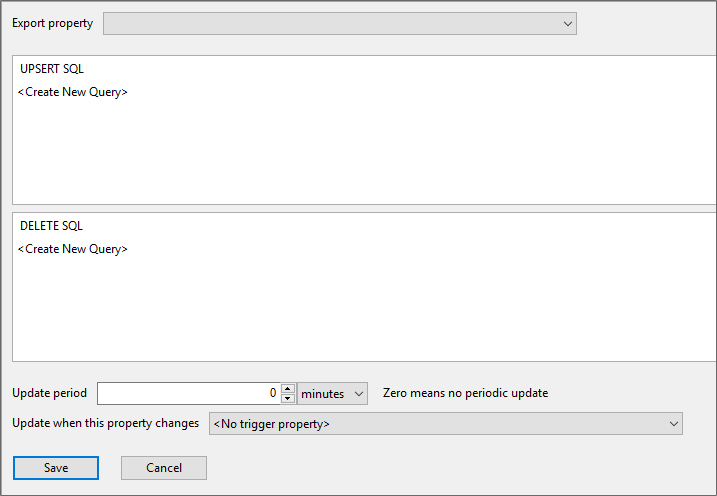 Export property
UPSERT SQL
<Create New Query>
DELETE SQL
<Create New Query>
Update period 0 minutes Zero means no periodic update
Update when this property changes <No trigger property>
Save Cancel